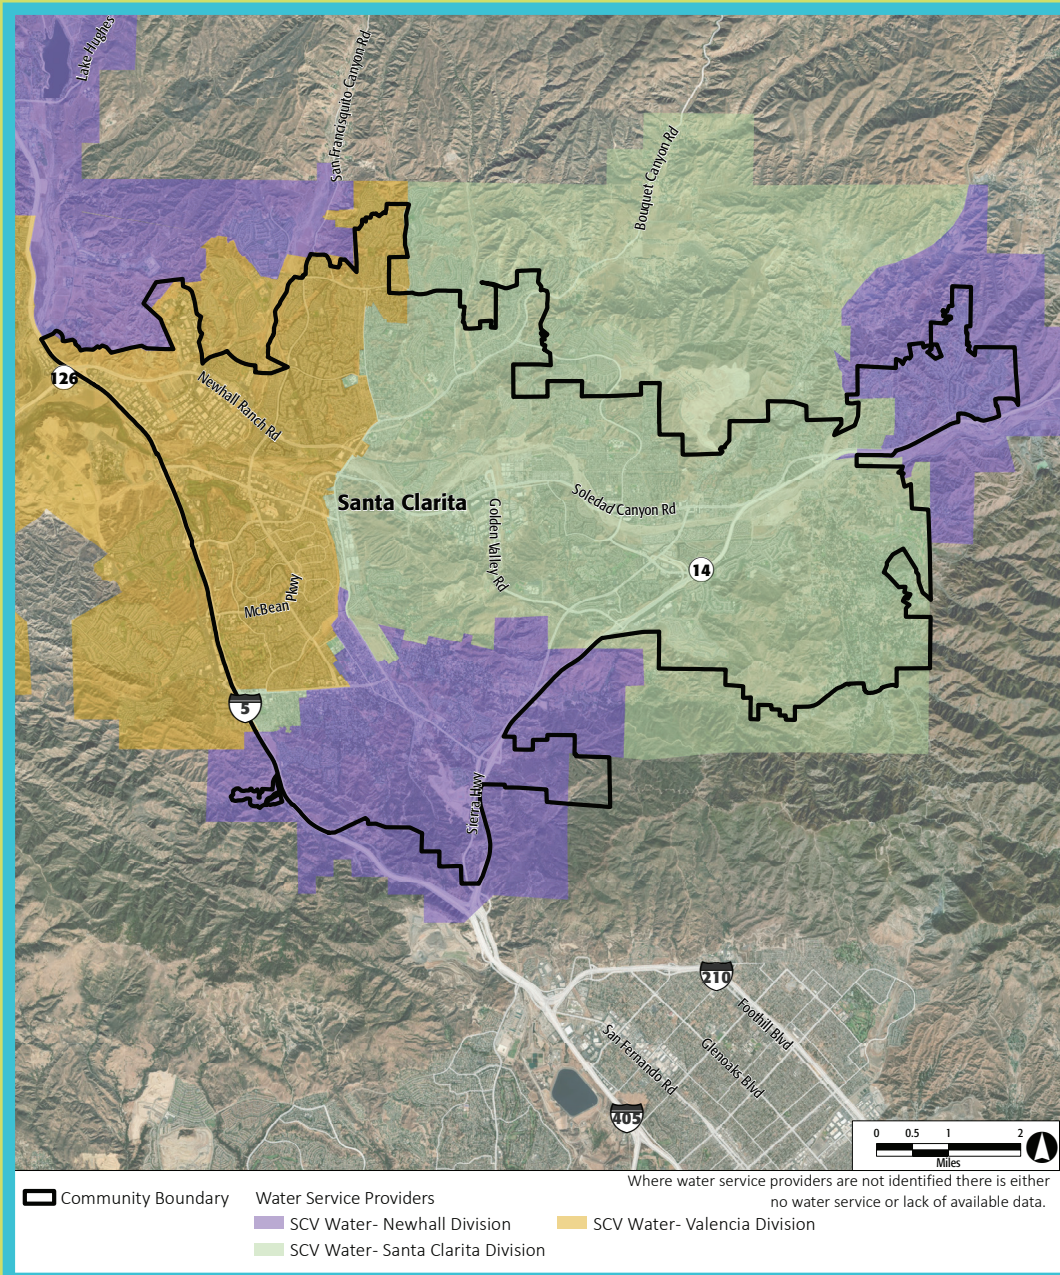 Lake Hughes
San Francisquito Canyon Rd
Bouquet Canyon Rd
126
Newhall Ranch Rd
Santa Clarita
Golden Valley Rd
Soledad Canyon Rd
14
McBean Pkwy
5
Sierra Hwy
210
Foothill Blvd
Glenoaks Blvd
San Fernando Rd
405
0 0.5 1 2
Miles
Where water service providers are not identified there is either
no water service or lack of available data.
Community Boundary
Water Service Providers
SCV Water- Newhall Division
SCV Water- Valencia Division
SCV Water- Santa Clarita Division